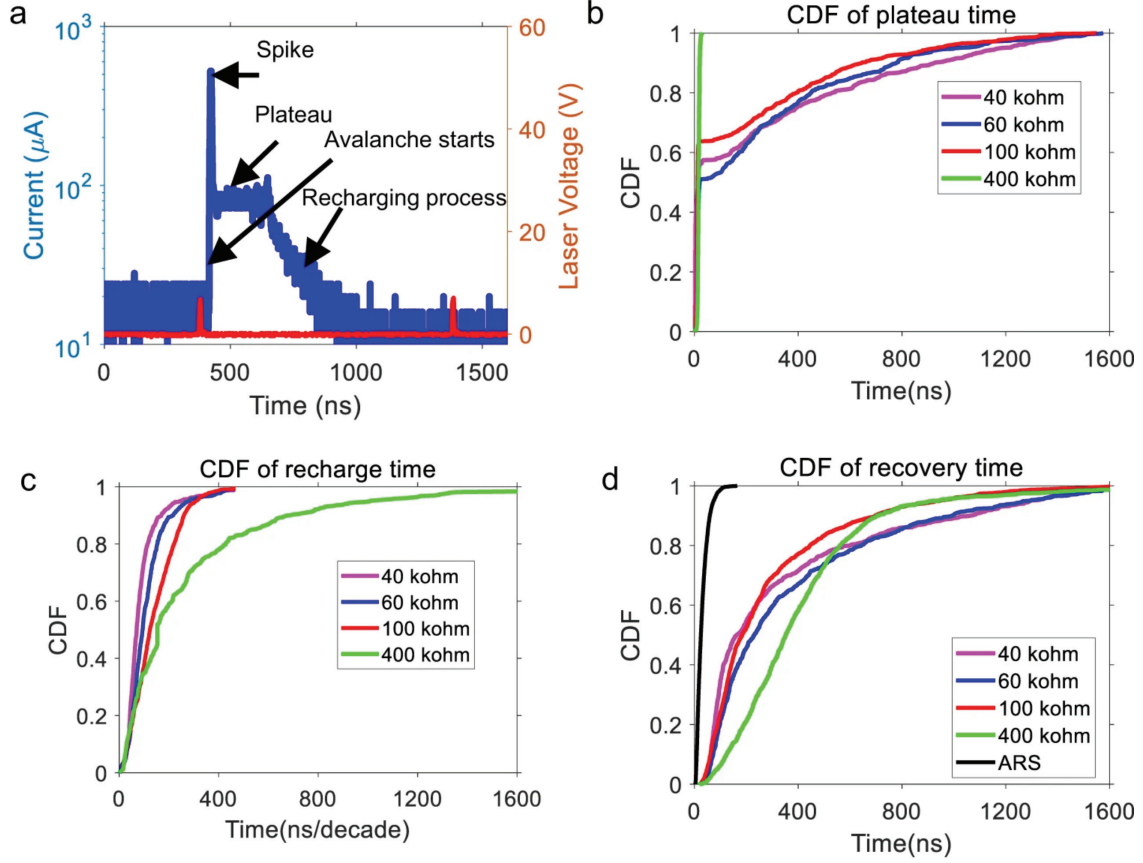 a
10³
60
Spike
Plateau
Avalanche starts
Recharging process
Current (μA)
10²
40
20
Laser Voltage (V)
10¹
0
0
500
1000
1500
Time (ns)
b
CDF of plateau time
1
0.8
0.6
0.4
0.2
0
CDF
40 kohm
60 kohm
100 kohm
400 kohm
0
400
800
1200
1600
Time(ns)
c
CDF of recharge time
1
0.8
0.6
0.4
0.2
0
CDF
40 kohm
60 kohm
100 kohm
400 kohm
0
400
800
1200
1600
Time(ns/decade)
d
CDF of recovery time
1
0.8
0.6
0.4
0.2
0
CDF
40 kohm
60 kohm
100 kohm
400 kohm
ARS
0
400
800
1200
1600
Time(ns)